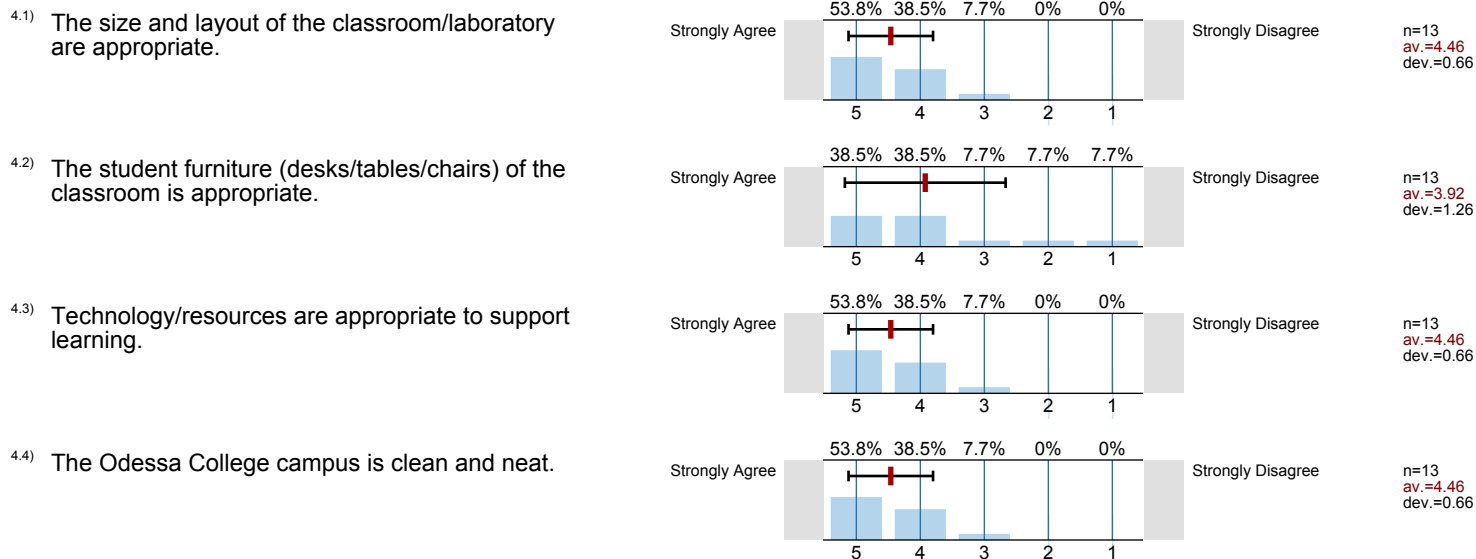 4.1) The size and layout of the classroom/laboratory
are appropriate.
53.8% 38.5% 7.7% 0% 0%
Strongly Agree
Strongly Disagree
n=13
av.=4.46
dev.=0.66
5 4 3 2 1
4.2) The student furniture (desks/tables/chairs) of the
classroom is appropriate.
38.5% 38.5% 7.7% 7.7% 7.7%
Strongly Agree
Strongly Disagree
n=13
av.=3.92
dev.=1.26
5 4 3 2 1
4.3) Technology/resources are appropriate to support
learning.
53.8% 38.5% 7.7% 0% 0%
Strongly Agree
Strongly Disagree
n=13
av.=4.46
dev.=0.66
5 4 3 2 1
4.4) The Odessa College campus is clean and neat.
53.8% 38.5% 7.7% 0% 0%
Strongly Agree
Strongly Disagree
n=13
av.=4.46
dev.=0.66
5 4 3 2 1